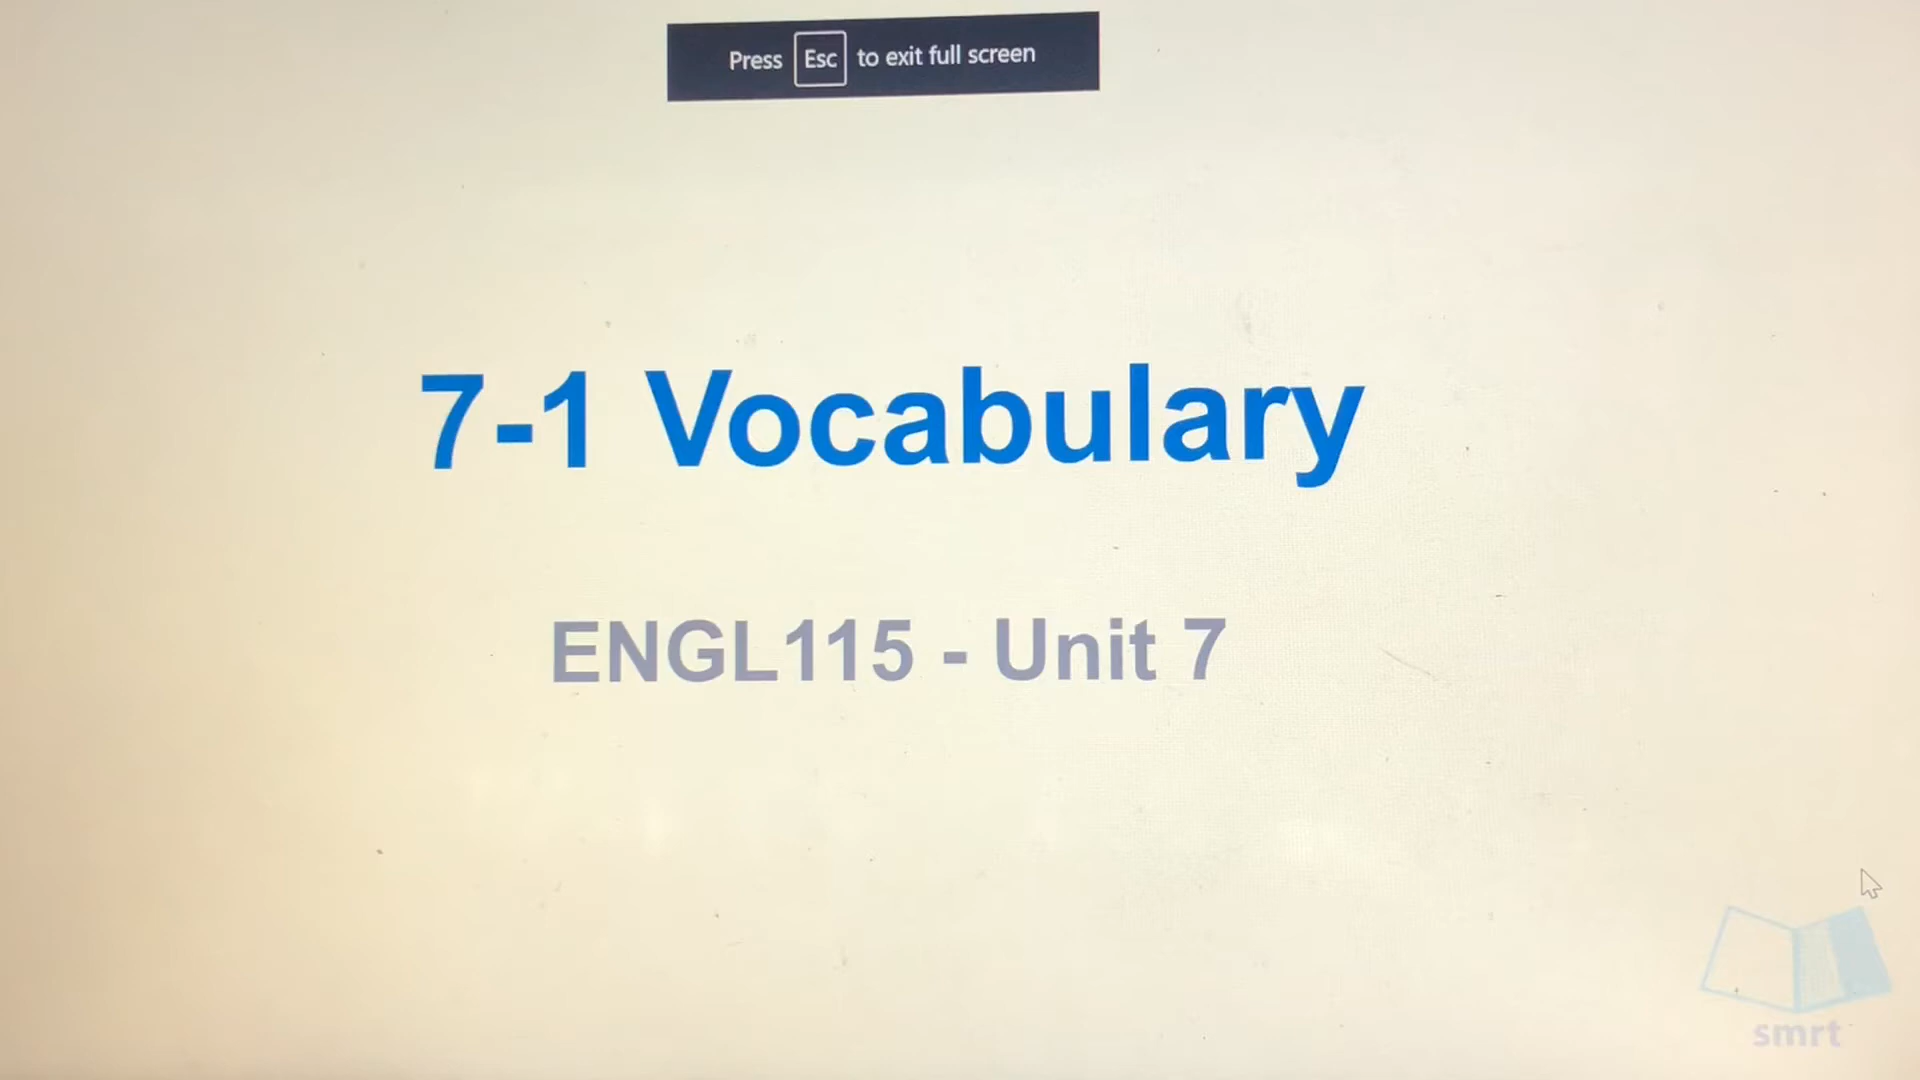 Press Esc to exit full screen
7-1 Vocabulary
ENGL115 - Unit 7
smrt